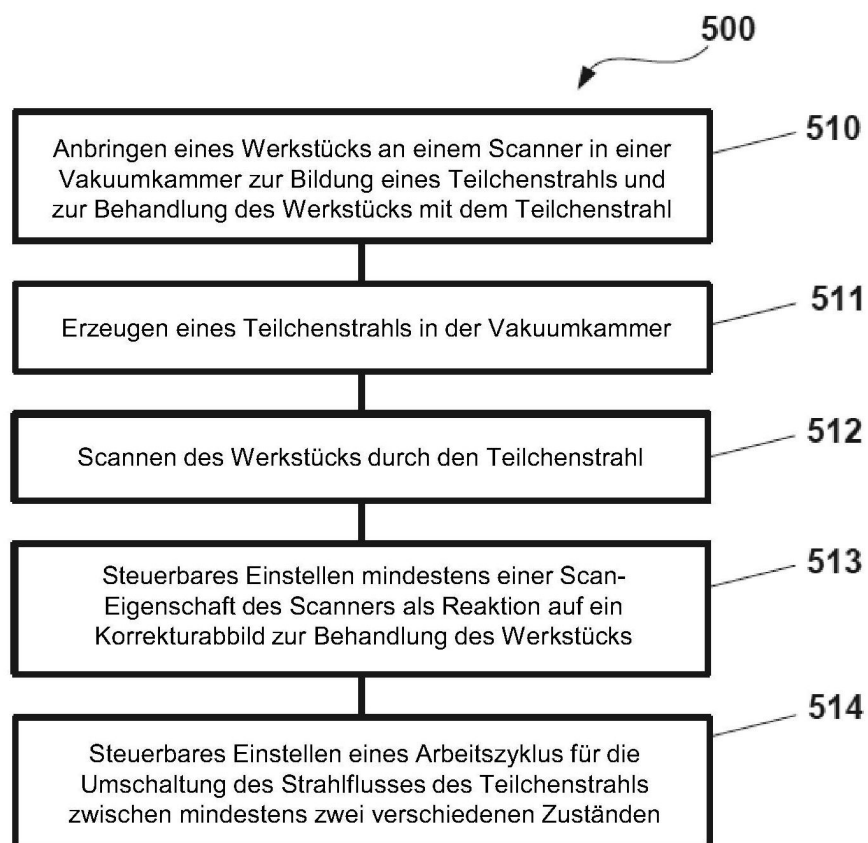 500
Anbringen eines Werkstücks an einem Scanner in einer
Vakuumkammer zur Bildung eines Teilchenstrahls und
zur Behandlung des Werkstücks mit dem Teilchenstrahl
510
Erzeugen eines Teilchenstrahls in der Vakuumkammer
511
Scannen des Werkstücks durch den Teilchenstrahl
512
Steuerbares Einstellen mindestens einer Scan-
Eigenschaft des Scanners als Reaktion auf ein
Korrekturabbild zur Behandlung des Werkstücks
513
Steuerbares Einstellen eines Arbeitszyklus für die
Umschaltung des Strahlflusses des Teilchenstrahls
zwischen mindestens zwei verschiedenen Zuständen
514